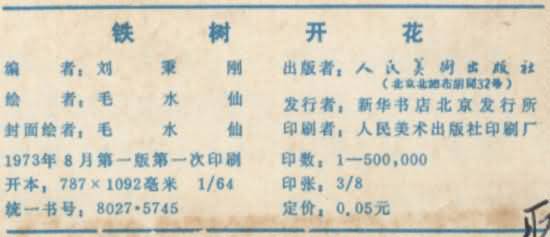 铁树开花
编者：刘秉刚
绘者：毛水仙
封面绘者：毛水仙
1973年8月第一版第一次印刷
开本：787×1092毫米 1/64
统一书号：8027·5745
出版者：人民美术出版社
（北京北总布胡同32号）
发行者：新华书店北京发行所
印刷者：人民美术出版社印刷厂
印数：1—500,000
印张：3/8
定价：0.05元